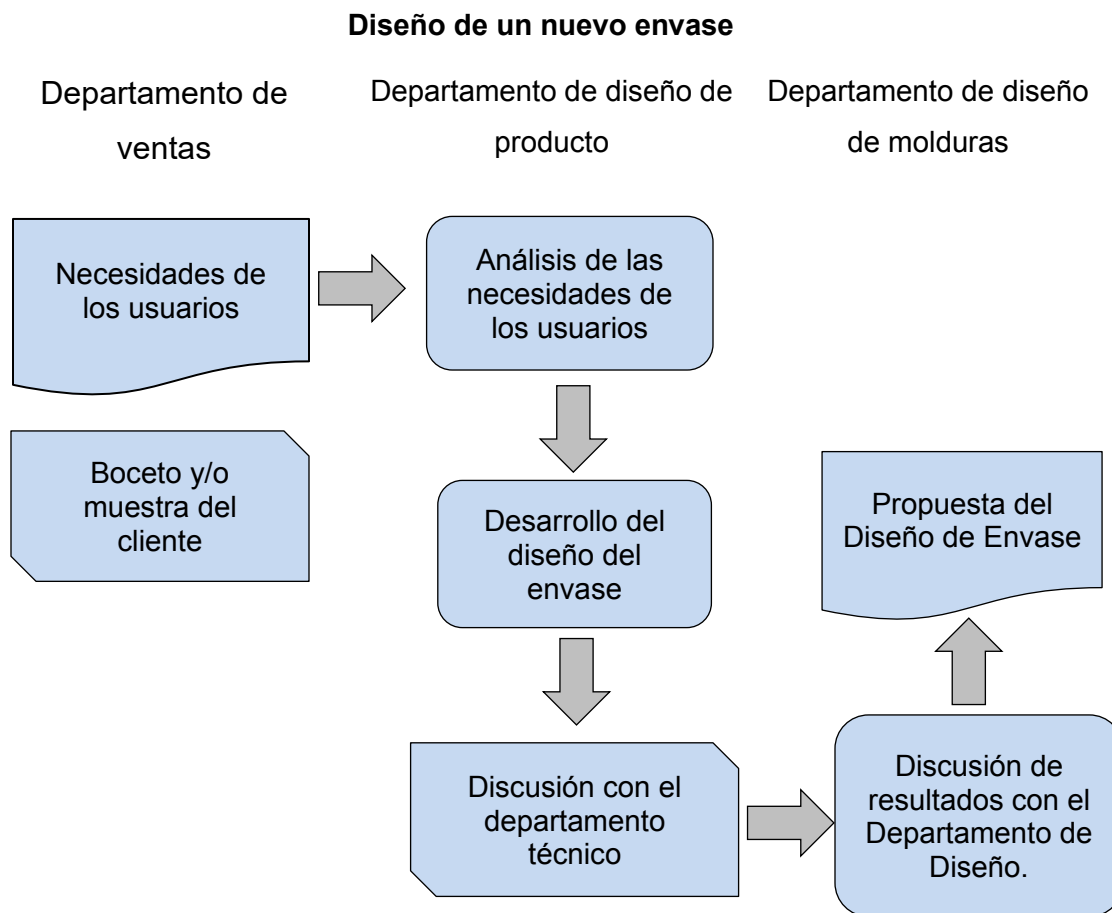 Diseño de un nuevo envase
Departamento de
ventas
Departamento de diseño de
producto
Departamento de diseño
de molduras
Necesidades de
los usuarios
Análisis de las
necesidades de
los usuarios
Boceto y/o
muestra del
cliente
Desarrollo del
diseño del
envase
Propuesta del
Diseño de Envase
Discusión con el
departamento
técnico
Discusión de
resultados con el
Departamento de
Diseño.